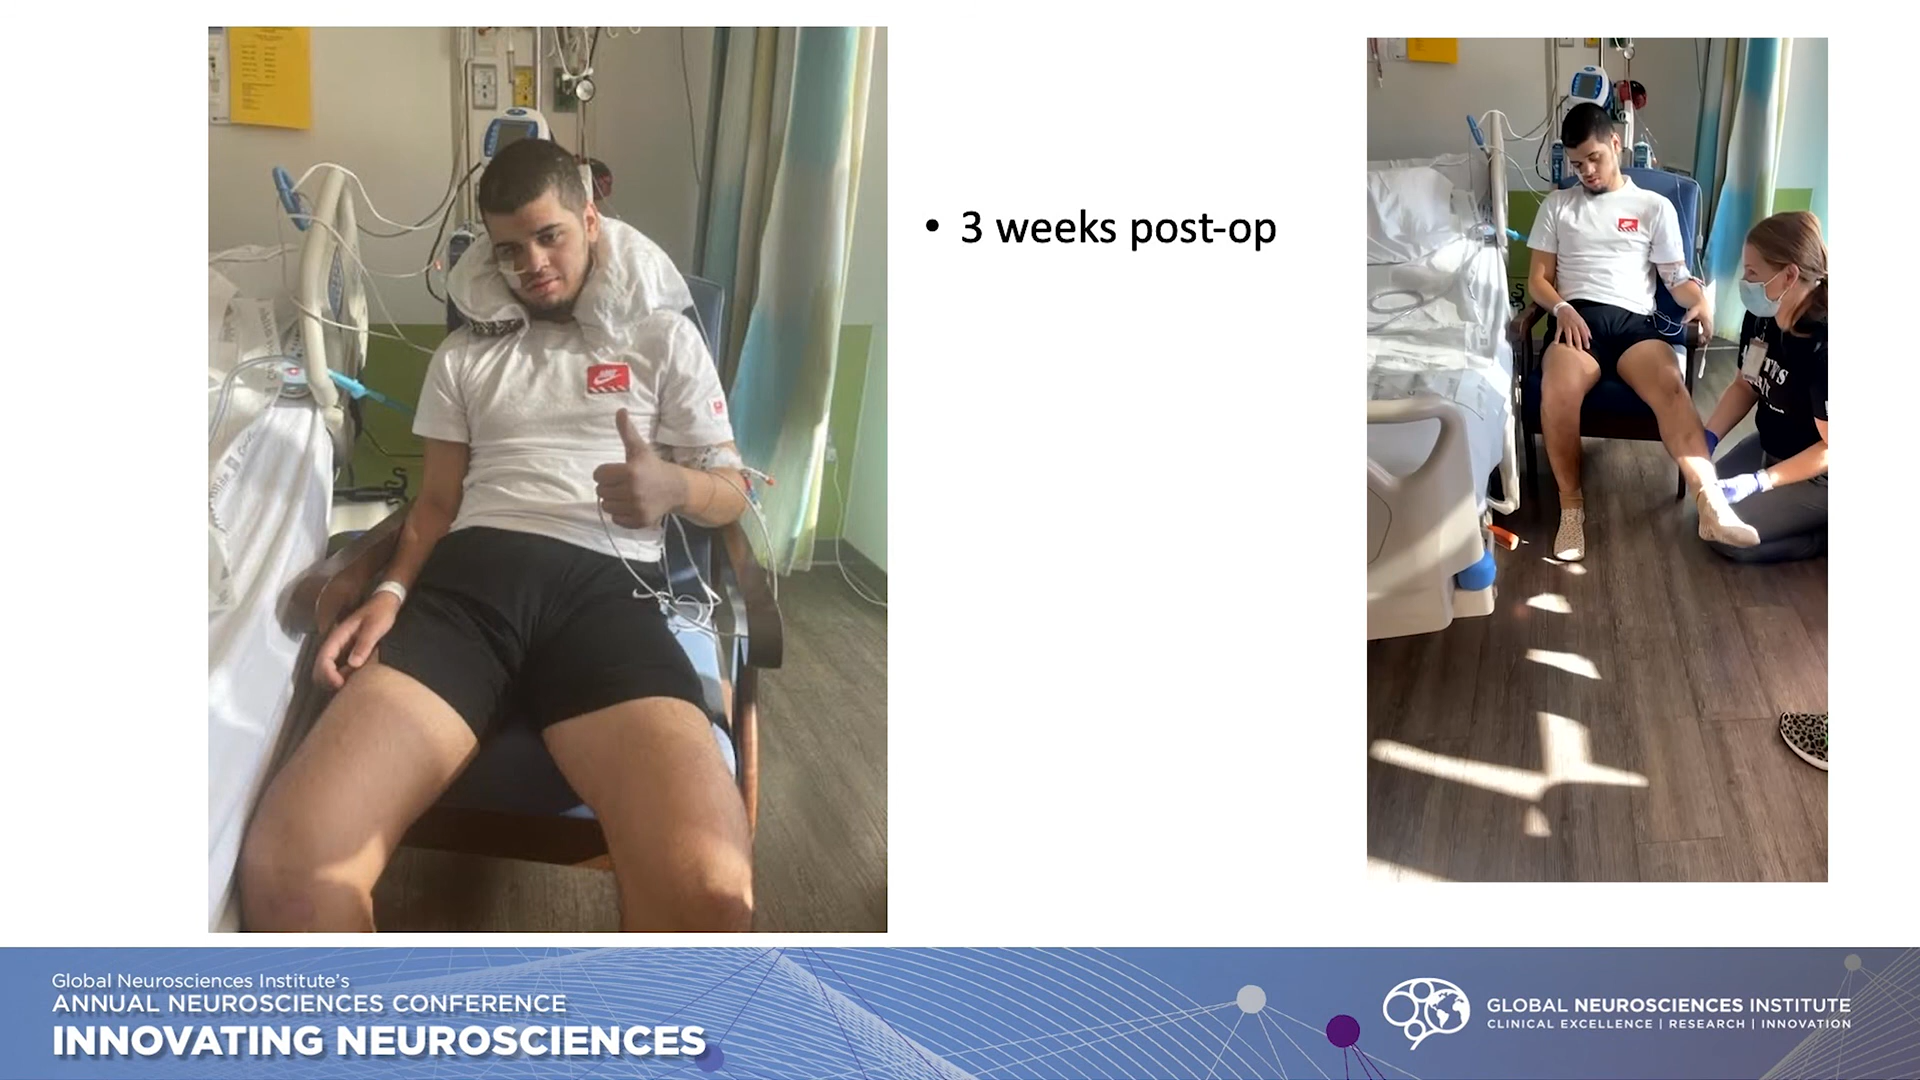 • 3 weeks post-op
Global Neurosciences Institute's
ANNUAL NEUROSCIENCES CONFERENCE
INNOVATING NEUROSCIENCES
GLOBAL NEUROSCIENCES INSTITUTE
CLINICAL EXCELLENCE | RESEARCH | INNOVATION